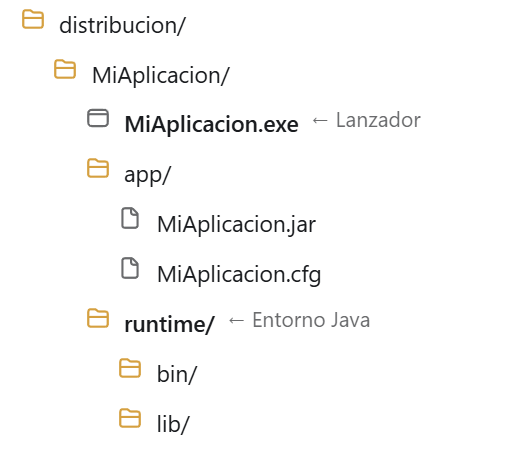 distribucion/
MiAplicacion/
MiAplicacion.exe ← Lanzador
app/
MiAplicacion.jar
MiAplicacion.cfg
runtime/ ← Entorno Java
bin/
lib/